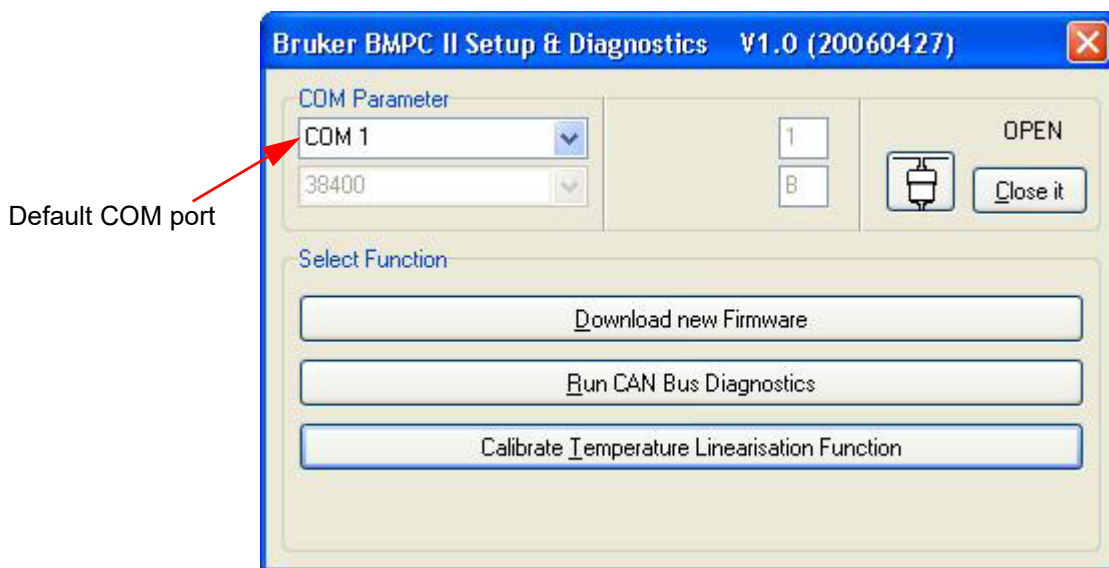 Bruker BMPC II Setup & Diagnostics V1.0 (20060427)
COM Parameter
COM 1
1
OPEN
38400
B
Close it
Default COM port
Select Function
Download new Firmware
Run CAN Bus Diagnostics
Calibrate Temperature Linearisation Function